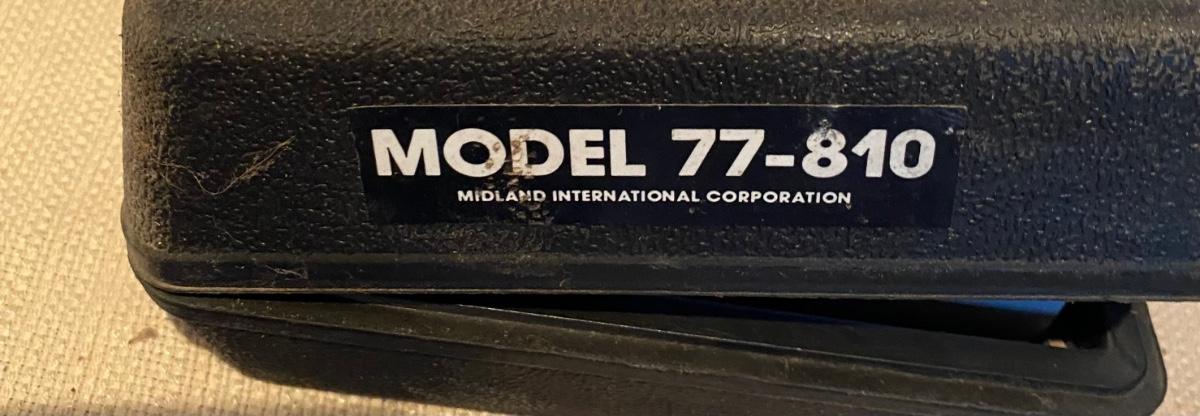 MODEL 77-810
MIDLAND INTERNATIONAL CORPORATION